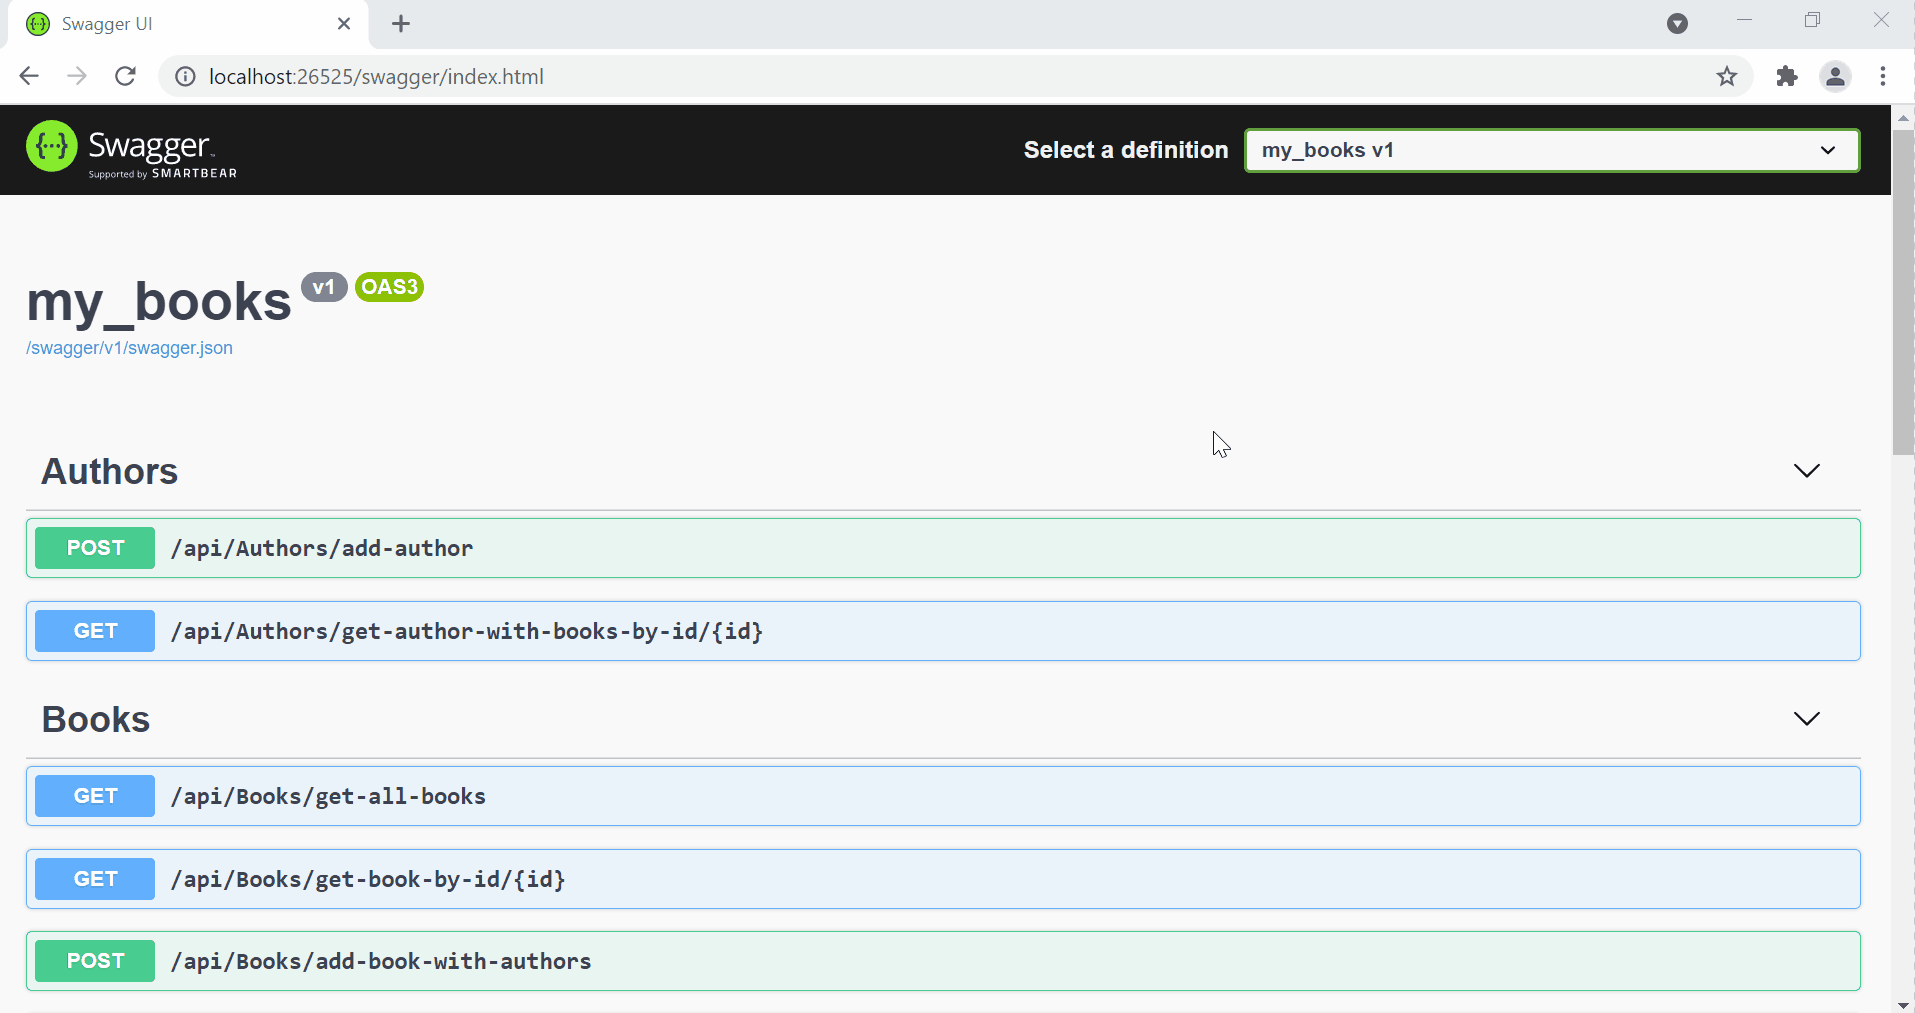 Swagger UI
localhost:26525/swagger/index.html
Swagger
Supported by SMARTBEAR
Select a definition
my_books v1
my_books v1 OAS3
/swagger/v1/swagger.json
Authors
POST /api/Authors/add-author
GET /api/Authors/get-author-with-books-by-id/{id}
Books
GET /api/Books/get-all-books
GET /api/Books/get-book-by-id/{id}
POST /api/Books/add-book-with-authors